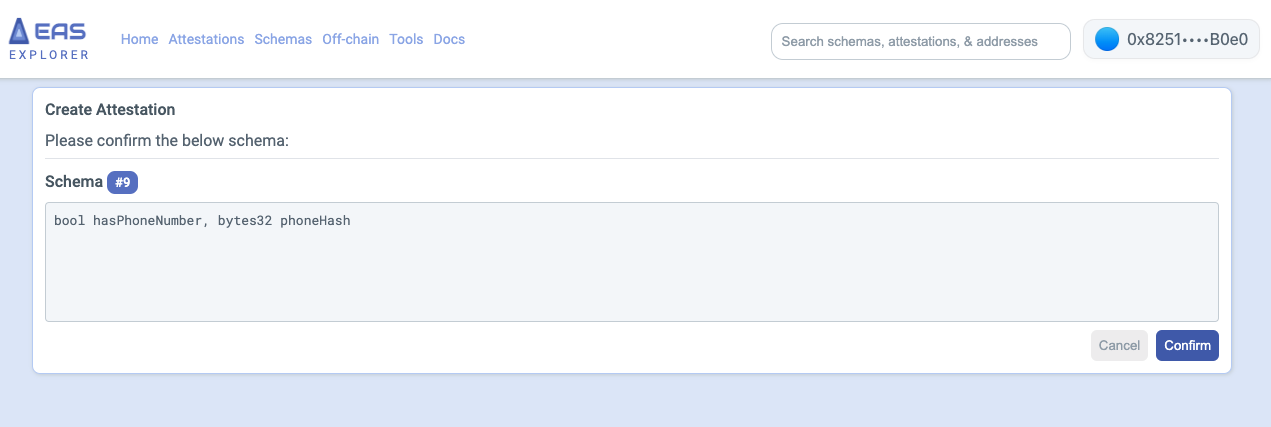 EAS
EXPLORER
Home Attestations Schemas Off-chain Tools Docs
Search schemas, attestations, & addresses
0x8251••••B0e0
Create Attestation
Please confirm the below schema:
Schema #9
bool hasPhoneNumber, bytes32 phoneHash
Cancel Confirm